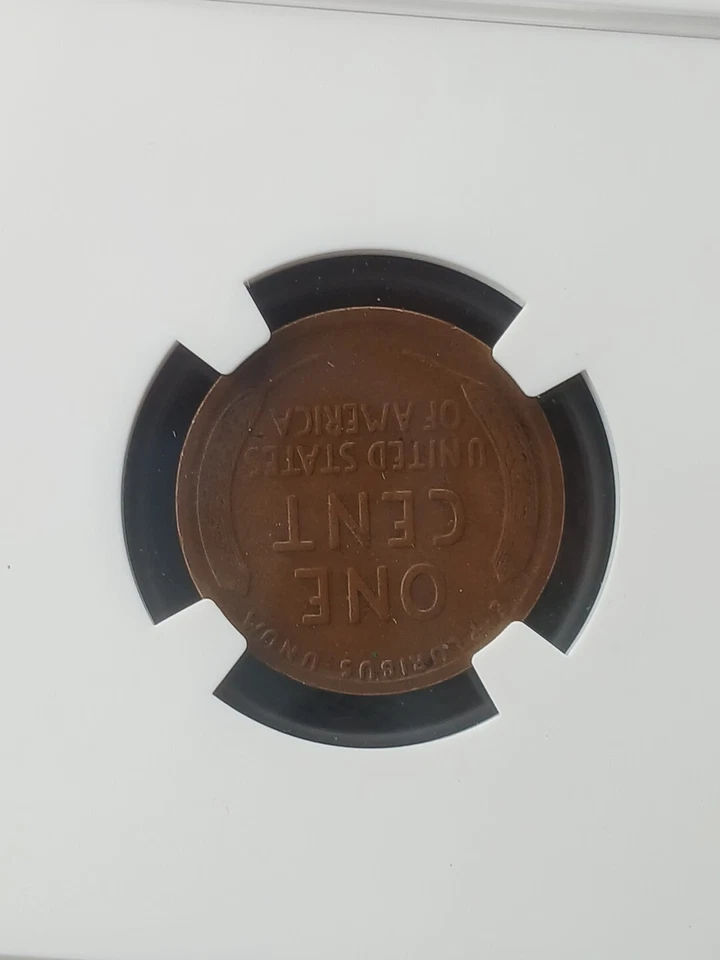 E · PLURIBUS · UNUM
ONE
CENT
UNITED STATES
OF AMERICA